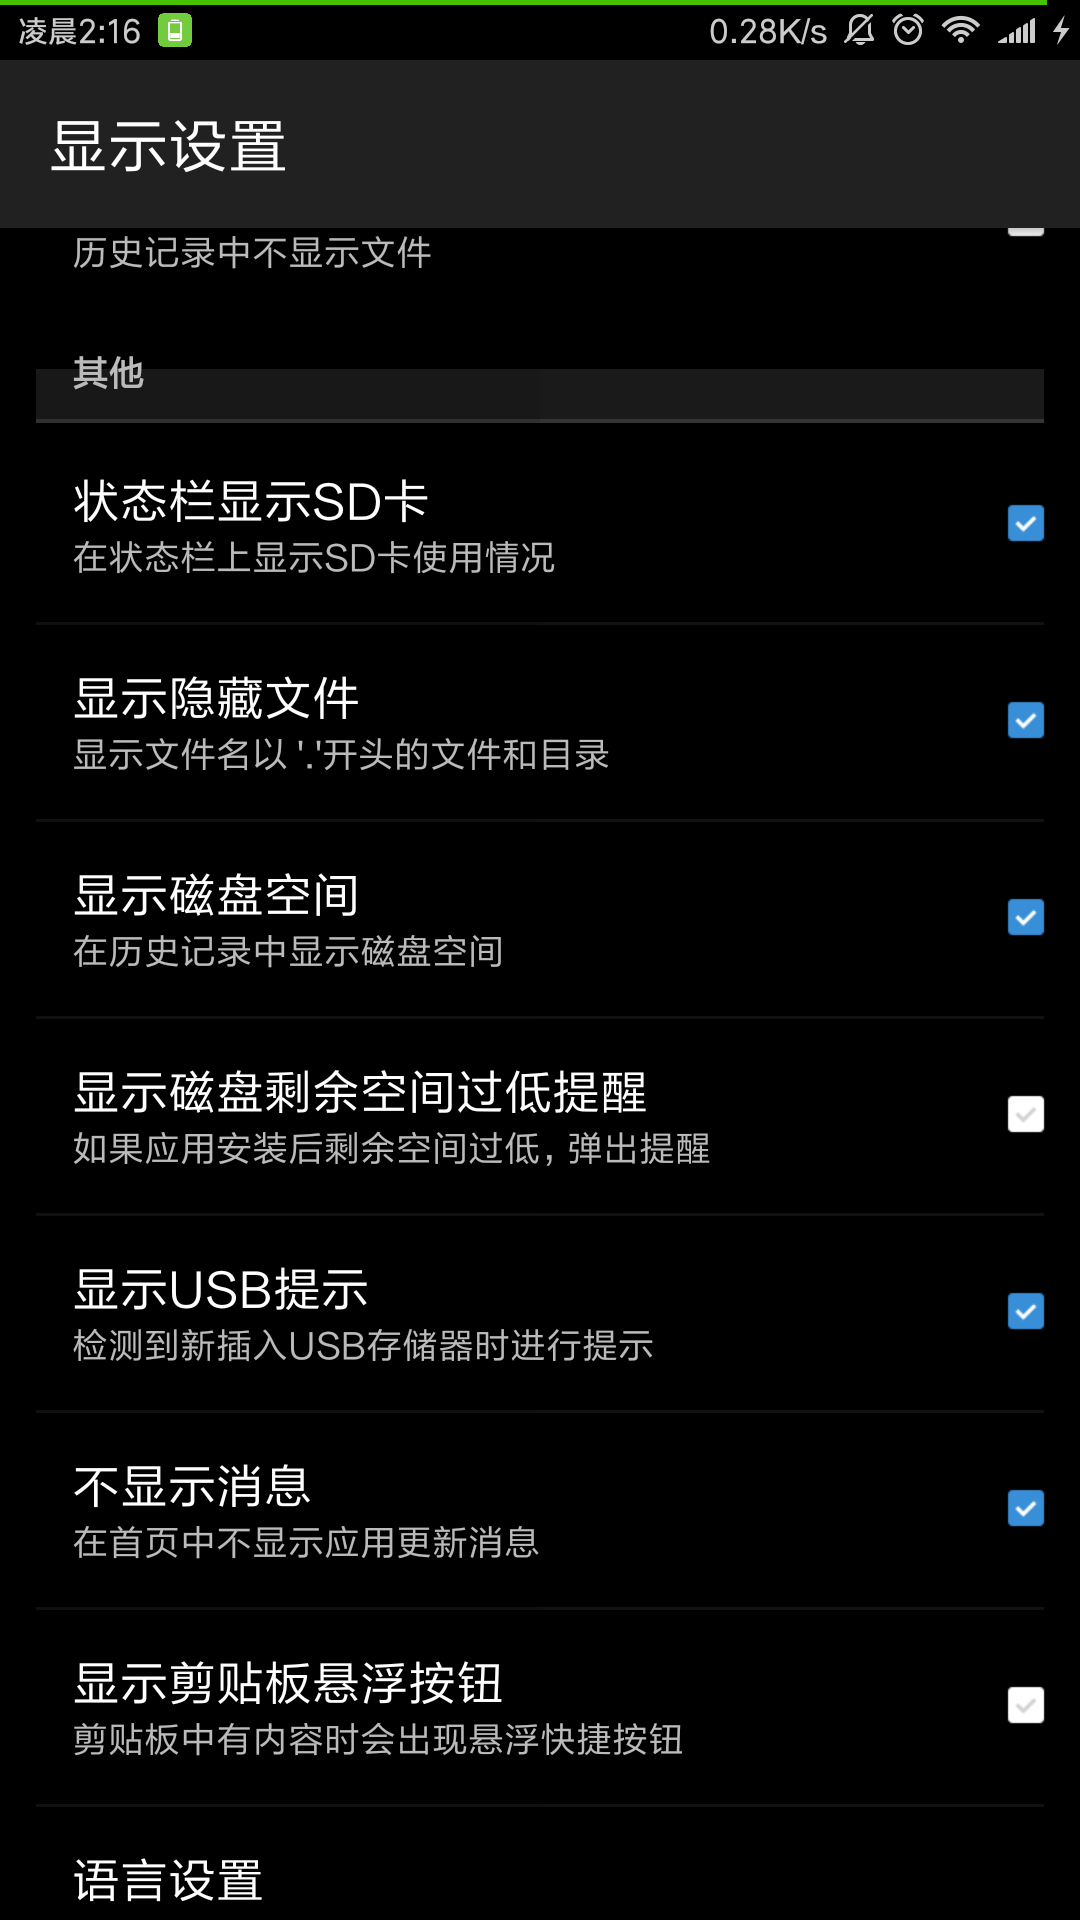 凌晨2:16
0.28K/s
显示设置
历史记录中不显示文件
其他
状态栏显示SD卡
在状态栏上显示SD卡使用情况
显示隐藏文件
显示文件名以 '.'开头的文件和目录
显示磁盘空间
在历史记录中显示磁盘空间
显示磁盘剩余空间过低提醒
如果应用安装后剩余空间过低，弹出提醒
显示USB提示
检测到新插入USB存储器时进行提示
不显示消息
在首页中不显示应用更新消息
显示剪贴板悬浮按钮
剪贴板中有内容时会出现悬浮快捷按钮
语言设置